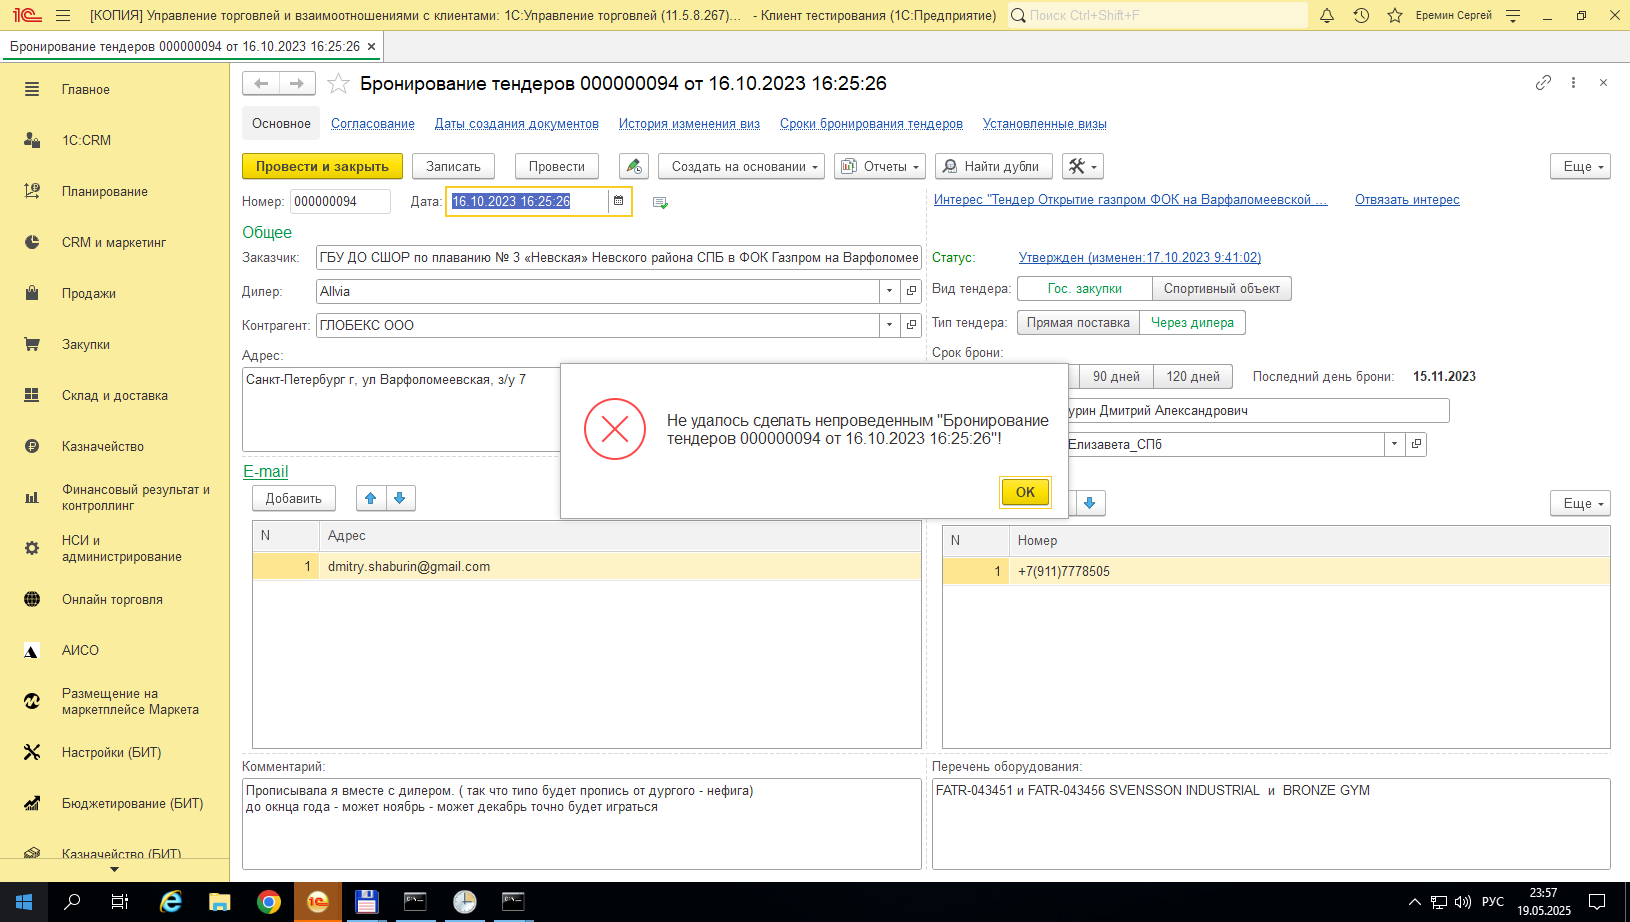 [КОПИЯ] Управление торговлей и взаимоотношениями с клиентами: 1С:Управление торговлей (11.5.8.267)... - Клиент тестирования (1С:Предприятие)
Поиск Ctrl+Shift+F
Еремин Сергей
Бронирование тендеров 000000094 от 16.10.2023 16:25:26
Главное
1С:CRM
Планирование
CRM и маркетинг
Продажи
Закупки
Склад и доставка
Казначейство
Финансовый результат и
контроллинг
НСИ и
администрирование
Онлайн торговля
АИСО
Размещение на
маркетплейсе Маркета
Настройки (БИТ)
Бюджетирование (БИТ)
Казначейство (БИТ)
Бронирование тендеров 000000094 от 16.10.2023 16:25:26
Основное Согласование Даты создания документов История изменения виз Сроки бронирования тендеров Установленные визы
Провести и закрыть Записать Провести Создать на основании Отчеты Найти дубли Еще
Номер: 000000094 Дата: 16.10.2023 16:25:26
Интерес "Тендер Открытие газпром ФОК на Варфаломеевской ... Отвязать интерес
Общее
Заказчик: ГБУ ДО СШОР по плаванию № 3 «Невская» Невского района СПБ в ФОК Газпром на Варфоломее
Статус: Утвержден (изменен:17.10.2023 9:41:02)
Дилер: Allvia
Вид тендера: Гос. закупки Спортивный объект
Контрагент: ГЛОБЕКС ООО
Тип тендера: Прямая поставка Через дилера
Адрес:
Срок брони:
Санкт-Петербург г, ул Варфоломеевская, з/у 7
90 дней 120 дней Последний день брони: 15.11.2023
урин Дмитрий Александрович
Елизавета_СПб
Не удалось сделать непроведенным "Бронирование
тендеров 000000094 от 16.10.2023 16:25:26"!
OK
E-mail
Добавить
Еще
N Адрес
1 dmitry.shaburin@gmail.com
N Номер
1 +7(911)7778505
Комментарий:
Прописывала я вместе с дилером. ( так что типо будет пропись от дургого - нефига)
до окнца года - может ноябрь - может декабрь точно будет играться
Перечень оборудования:
FATR-043451 и FATR-043456 SVENSSON INDUSTRIAL и BRONZE GYM
РУС
23:57
19.05.2025